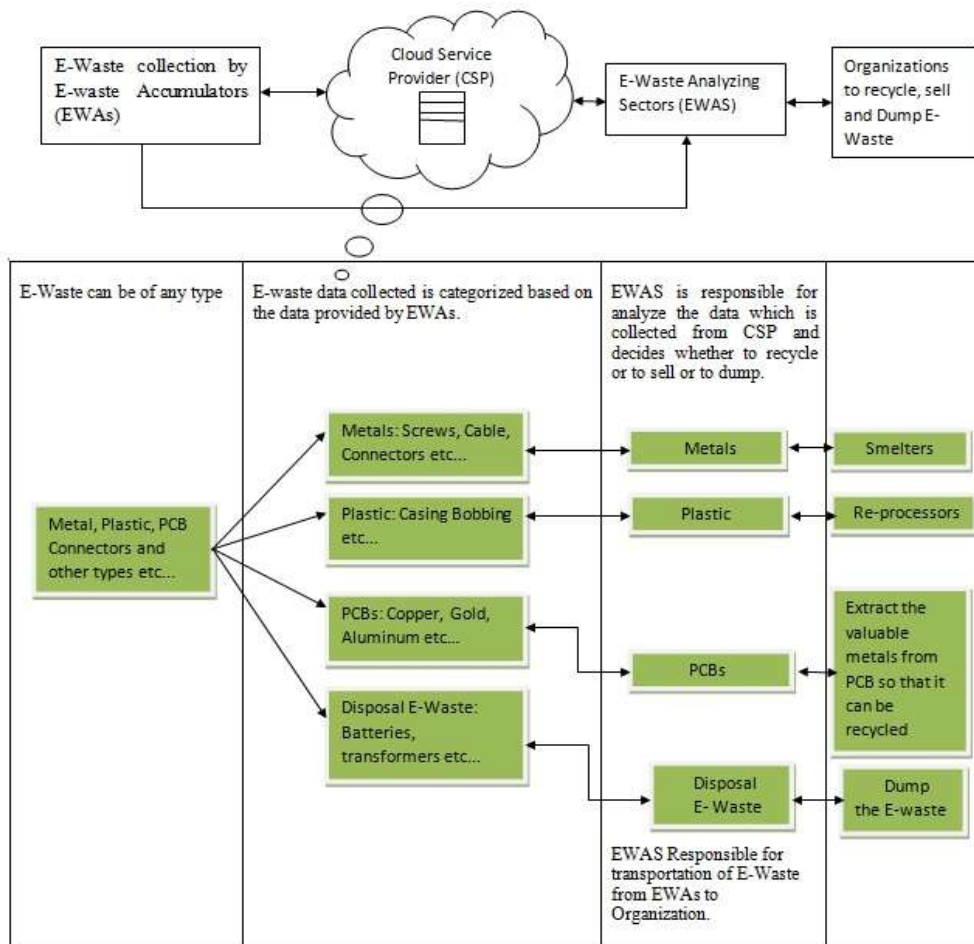 E-Waste collection by
E-waste Accumulators
(EWAs)
Cloud Service
Provider (CSP)
E-Waste Analyzing
Sectors (EWAS)
Organizations
to recycle, sell
and Dump E-
Waste
E-Waste can be of any type
E-waste data collected is categorized based on
the data provided by EWAs.
EWAS is responsible for
analyze the data which is
collected from CSP and
decides whether to recycle
or to sell or to dump.
Metal, Plastic, PCB
Connectors and
other types etc...
Metals: Screws, Cable,
Connectors etc...
Plastic: Casing Bobbing
etc...
PCBs: Copper, Gold,
Aluminum etc...
Disposal E-Waste:
Batteries,
transformers etc...
Metals
Plastic
PCBs
Disposal
E- Waste
EWAS Responsible for
transportation of E-Waste
from EWAs to
Organization.
Smelters
Re-processors
Extract the
valuable
metals from
PCB so that it
can be
recycled
Dump
the E-waste